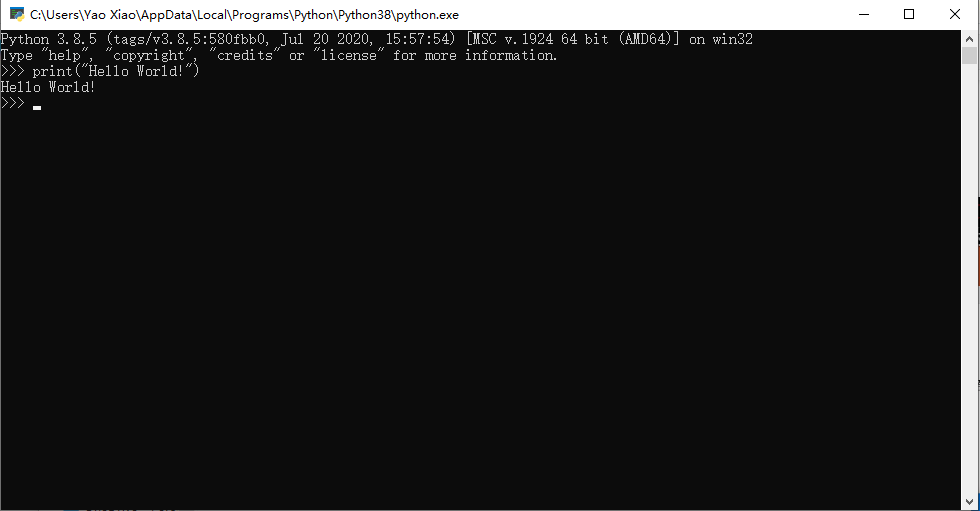 C:\Users\Yao Xiao\AppData\Local\Programs\Python\Python38\python.exe
Python 3.8.5 (tags/v3.8.5:580fbb0, Jul 20 2020, 15:57:54) [MSC v.1924 64 bit (AMD64)] on win32
Type "help", "copyright", "credits" or "license" for more information.
>>> print("Hello World!")
Hello World!
>>>